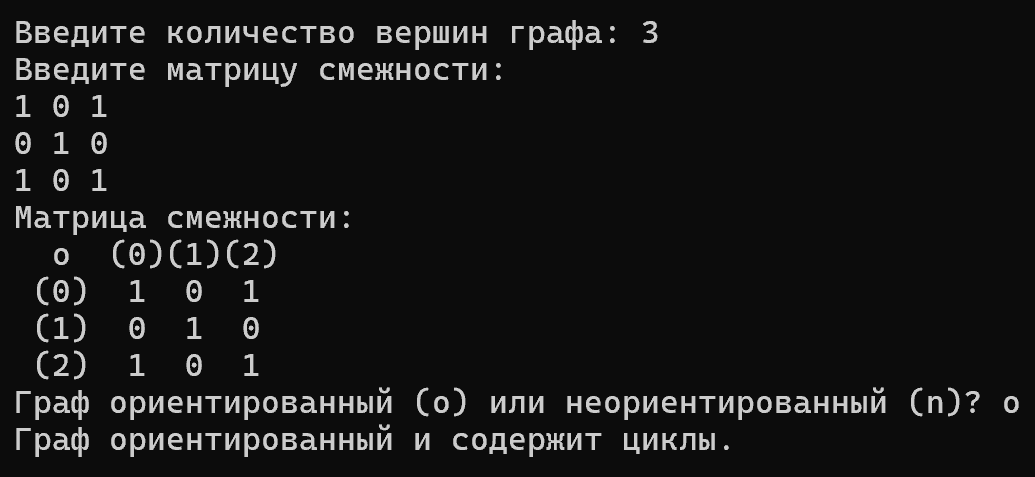 Введите количество вершин графа: 3
Введите матрицу смежности:
1 0 1
0 1 0
1 0 1
Матрица смежности:
  o  (0)(1)(2)
 (0)  1  0  1
 (1)  0  1  0
 (2)  1  0  1
Граф ориентированный (o) или неориентированный (n)? o
Граф ориентированный и содержит циклы.